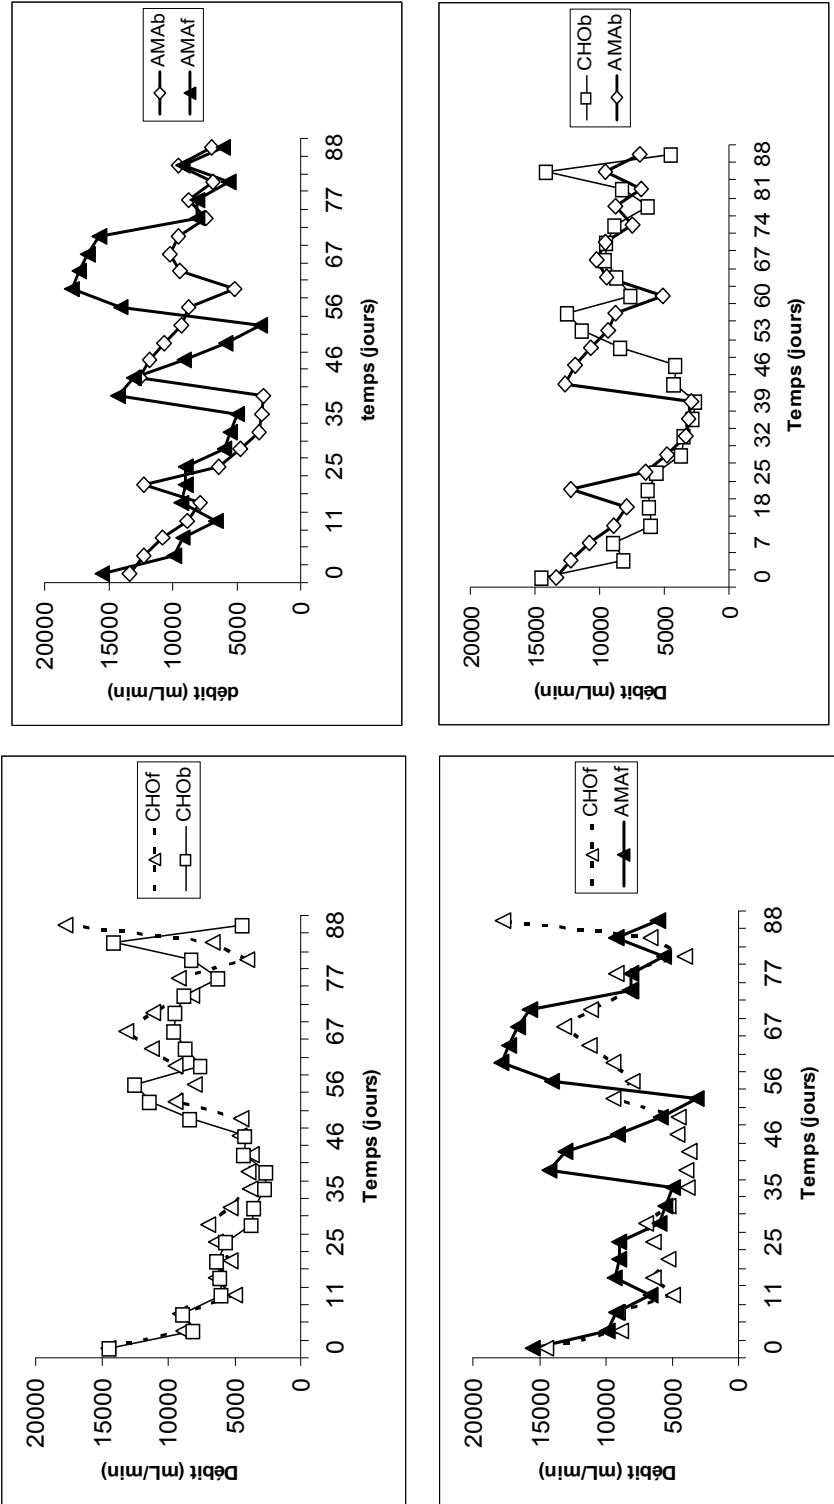 Débit (mL/min)
20000
15000
10000
5000
0
0 11 25 35 46 56 67 77 88
Temps (jours)
CHOf
CHOb
débit (mL/min)
20000
15000
10000
5000
0
0 11 25 35 46 56 67 77 88
temps (jours)
AMAb
AMAf
Débit (mL/min)
20000
15000
10000
5000
0
0 11 25 35 46 56 67 77 88
Temps (jours)
CHOf
AMAf
Débit (mL/min)
20000
15000
10000
5000
0
0 7 18 25 32 39 46 53 60 67 74 81 88
Temps (jours)
CHOb
AMAb